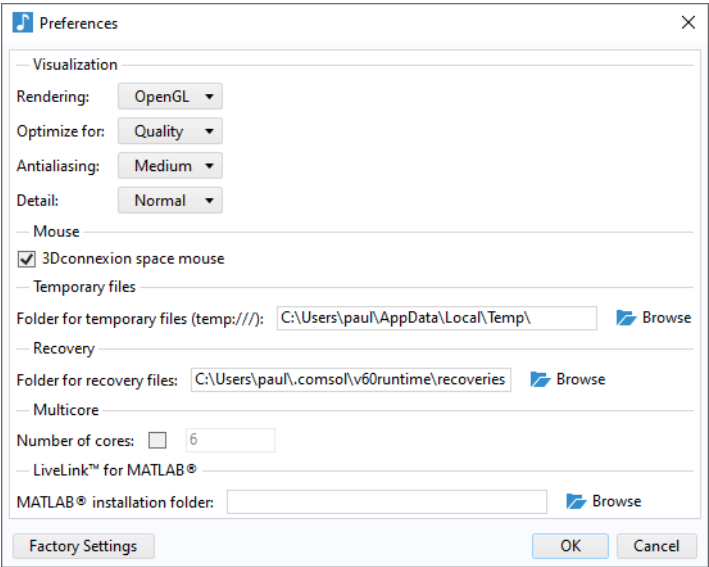 Preferences
Visualization
Rendering: OpenGL
Optimize for: Quality
Antialiasing: Medium
Detail: Normal
Mouse
3Dconnexion space mouse
Temporary files
Folder for temporary files (temp:///): C:\Users\paul\AppData\Local\Temp\ Browse
Recovery
Folder for recovery files: C:\Users\paul\.comsol\v60runtime\recoveries Browse
Multicore
Number of cores: 6
LiveLink™ for MATLAB®
MATLAB® installation folder: Browse
Factory Settings OK Cancel